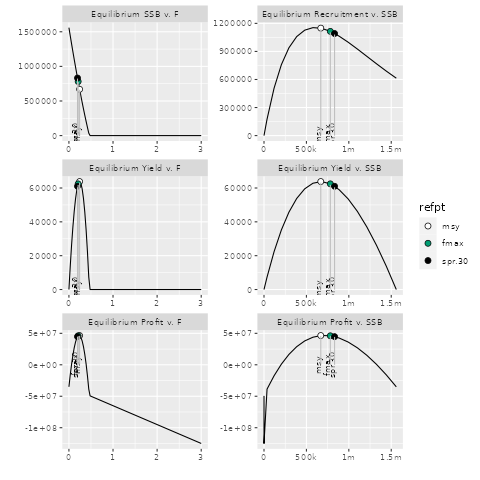 Equilibrium SSB v. F
1500000
1000000
500000
0
0 1 2 3
Equilibrium Recruitment v. SSB
1200000
900000
600000
300000
0
msy
0 500k 1m 1.5m
Equilibrium Yield v. F
60000
40000
20000
0
0 1 2 3
Equilibrium Yield v. SSB
60000
40000
20000
0
msy
fmax
spr.30
0 500k 1m 1.5m
Equilibrium Profit v. F
5e+07
0e+00
-5e+07
-1e+08
0 1 2 3
Equilibrium Profit v. SSB
5e+07
0e+00
-5e+07
-1e+08
msy
fmax
spr.30
0 500k 1m 1.5m
refpt
msy
fmax
spr.30